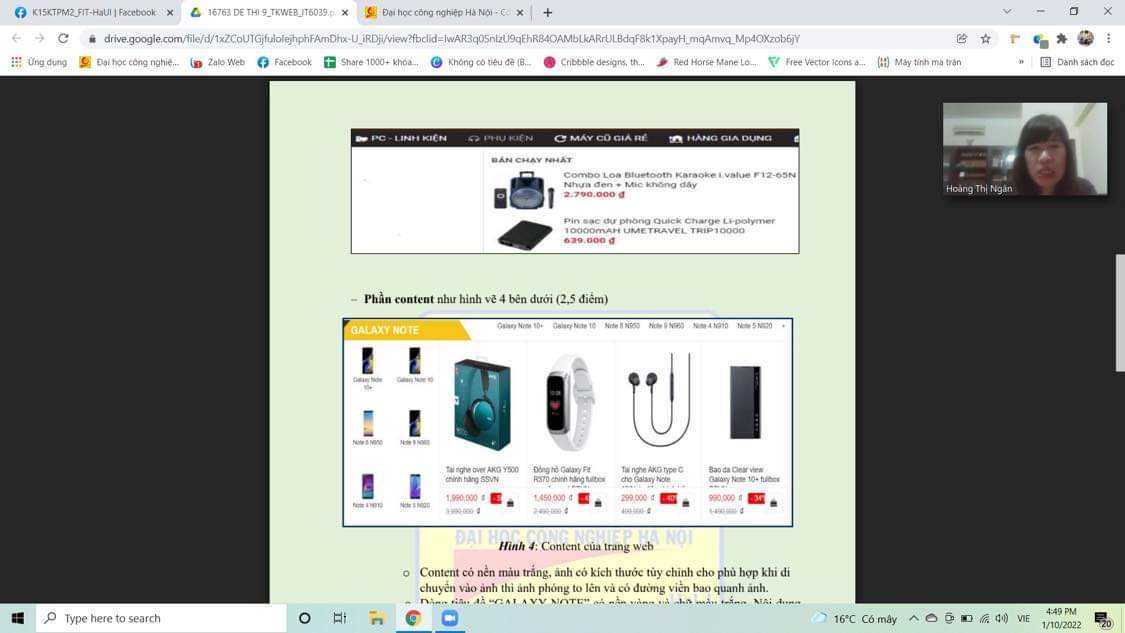 K15KTPM2_FIT-HaUI | Facebook
16763 DE THI 9_TKWEB_IT6039.p
Đại học công nghiệp Hà Nội - Cổ
drive.google.com/file/d/
Ứng dụng
Đại học công nghiệ...
Zalo Web
Facebook
Share 1000+ khóa...
Không có tiêu đề (B...
Cribbble designs, th...
Red Horse Mane Lo...
Free Vector Icons a...
Máy tính ma trận
»
Danh sách đọc
PC - LINH KIỆN
PHỤ KIỆN
MÁY CŨ GIÁ RẺ
HÀNG GIA DỤNG
BÁN CHẠY NHẤT
Combo Loa Bluetooth Karaoke i.value F12-65N
Nhựa đen + Mic không dây
2.790.000 ₫
Pin sạc dự phòng Quick Charge Li-polymer
10000mAH UMETRAVEL TRIP10000
639.000 ₫
Hoàng Thị Ngần
– Phần content như hình vẽ 4 bên dưới (2,5 điểm)
GALAXY NOTE
Galaxy Note 10+
Galaxy Note 10
Note 8 N950
Note 9 N960
Note 4 N910
Note 5 N920
Galaxy Note
10+
Galaxy Note 10
Note 8 N950
Note 9 N960
Note 4 N910
Note 5 N920
Tai nghe over AKG Y500
chính hãng SSVN
1,990,000 ₫
3,990,000 ₫
Đồng hồ Galaxy Fit
R370 chính hãng fullbox
1,450,000 ₫
2,490,000 ₫
Tai nghe AKG type C
cho Galaxy Note
299,000 ₫
-40%
499,000 ₫
Bao da Clear view
Galaxy Note 10+ fullbox
990,000 ₫
-34%
1,490,000 ₫
ĐẠI HỌC CÔNG NGHIỆP HÀ NỘI
Hình 4: Content của trang web
o Content có nền màu trắng, ảnh có kích thước tùy chỉnh cho phù hợp khi di
chuyển vào ảnh thì ảnh phóng to lên và có đường viền bao quanh ảnh.
o Dòng tiêu đề “GALAXY NOTE” có nền vàng và chữ màu trắng. Nội dung
Type here to search
16°C Có mây
VIE
4:49 PM
1/10/2022
20